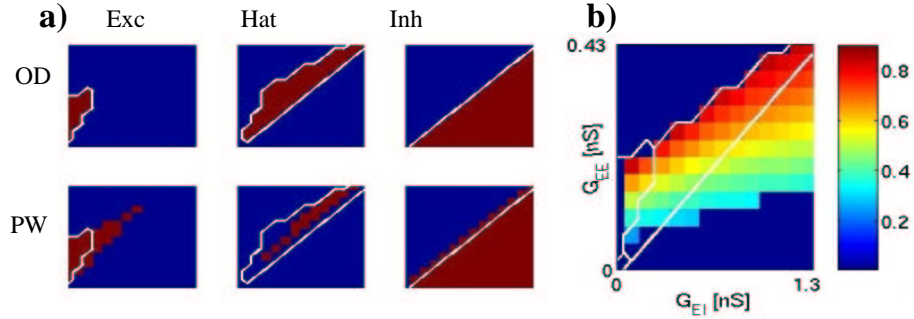 a) Exc Hat Inh b)
OD
PW
0.43
G_EE [nS]
0
0 1.3
G_EI [nS]
0.8
0.6
0.4
0.2